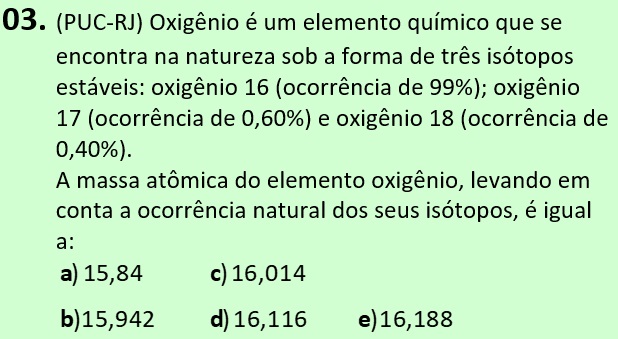 03. (PUC-RJ) Oxigênio é um elemento químico que se
encontra na natureza sob a forma de três isótopos
estáveis: oxigênio 16 (ocorrência de 99%); oxigênio
17 (ocorrência de 0,60%) e oxigênio 18 (ocorrência de
0,40%).
A massa atômica do elemento oxigênio, levando em
conta a ocorrência natural dos seus isótopos, é igual
a:
a) 15,84 c) 16,014
b)15,942 d) 16,116 e)16,188